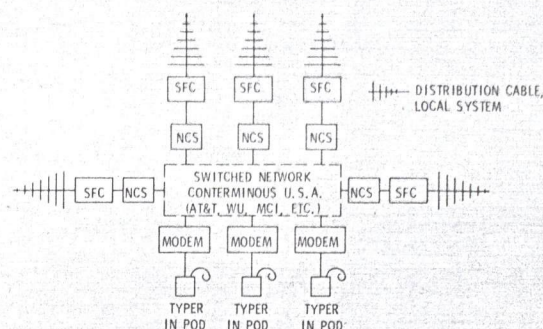 SFC SFC SFC
DISTRIBUTION CABLE,
LOCAL SYSTEM
NCS NCS NCS
SWITCHED NETWORK
CONTERMINOUS U.S.A.
(AT&T, WU, MCI, ETC.)
SFC NCS
NCS SFC
MODEM MODEM MODEM
TYPER TYPER TYPER
IN POD IN POD IN POD